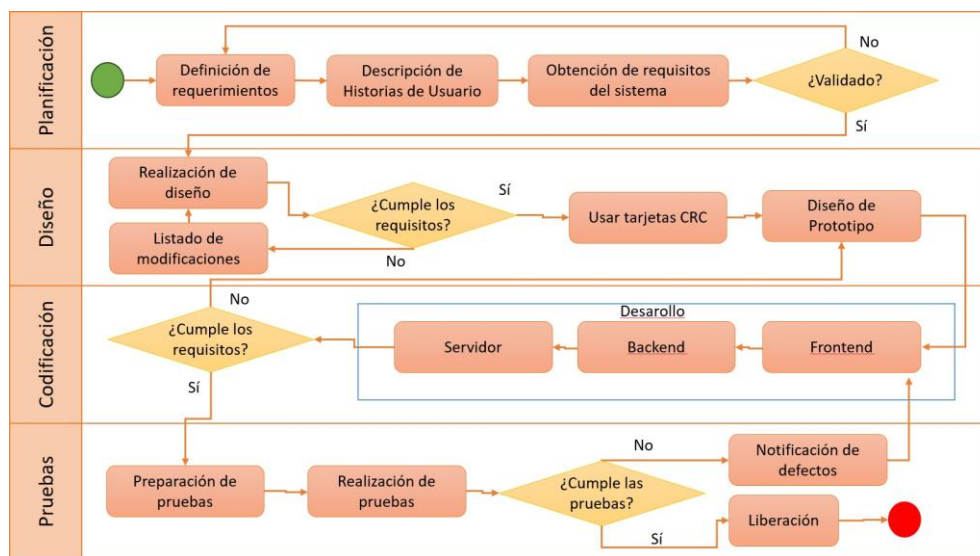 Planificación
No
Definición de
requerimientos
Descripción de
Historias de Usuario
Obtención de requisitos
del sistema
¿Validado?
Sí
Diseño
Realización de
diseño
¿Cumple los
requisitos?
Sí
Usar tarjetas CRC
Diseño de
Prototipo
Listado de
modificaciones
No
Codificación
No
¿Cumple los
requisitos?
Sí
Desarollo
Servidor
Backend
Frontend
Pruebas
Preparación de
pruebas
Realización de
pruebas
¿Cumple las
pruebas?
No
Notificación de
defectos
Sí
Liberación